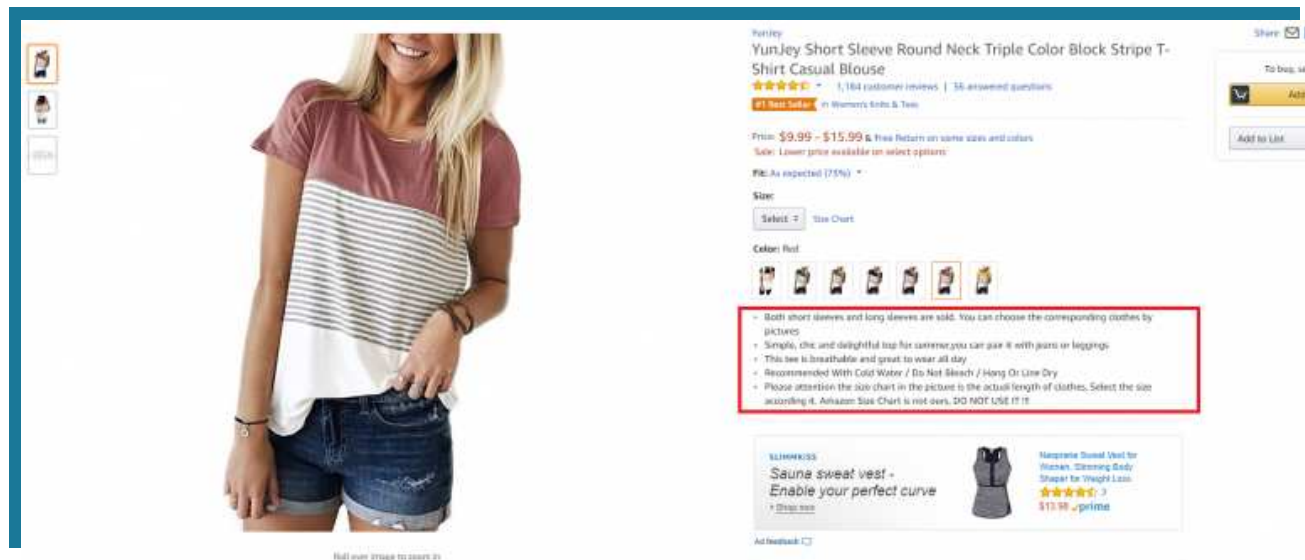 YunJey
Share
YunJey Short Sleeve Round Neck Triple Color Block Stripe T-
Shirt Casual Blouse
1,164 customer reviews | 56 answered questions
#1 Best Seller in Women's Knits & Tees
To buy, se
Add
Add to List
Price: $9.99 - $15.99 & Free Return on some sizes and colors
Sale: Lower price available on select options
Fit: As expected (75%)
Size:
Select Size Chart
Color: Red
Both short sleeves and long sleeves are sold. You can choose the corresponding clothes by
pictures
Simple, chic and delightful top for summer,you can pair it with jeans or leggings
This tee is breathable and great to wear all day
Recommended With Cold Water / Do Not Bleach / Hang Or Line Dry
Please attention the size chart in the picture is the actual length of clothes, Select the size
according it. Amazon Size Chart is not ours, DO NOT USE IT !!!
SLIMMKISS
Sauna sweat vest -
Enable your perfect curve
Shop now
Neoprene Sweat Vest for
Women, Slimming Body
Shaper for Weight Loss
3
$13.98 prime
Ad feedback
Roll over image to zoom in